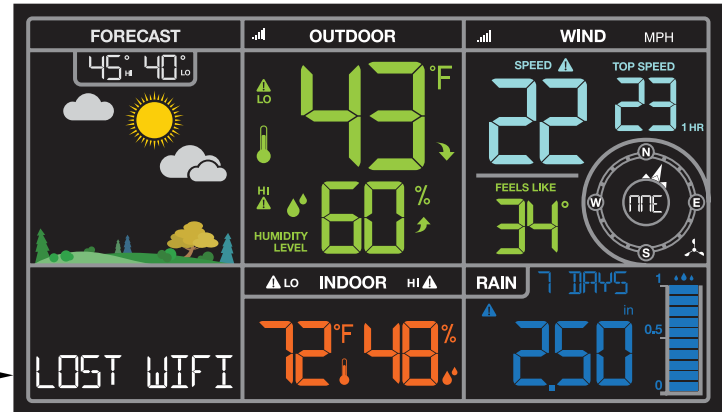 FORECAST
45° HI 40° LO
LOST WIFI
OUTDOOR
LO
43°F
HI
60%
HUMIDITY
LEVEL
LO INDOOR HI
72°F 48%
WIND MPH
SPEED
22
TOP SPEED
23
1 HR
FEELS LIKE
34°
N
W NNE E
S
RAIN 7 DAYS
in
2.50
1
0.5
0